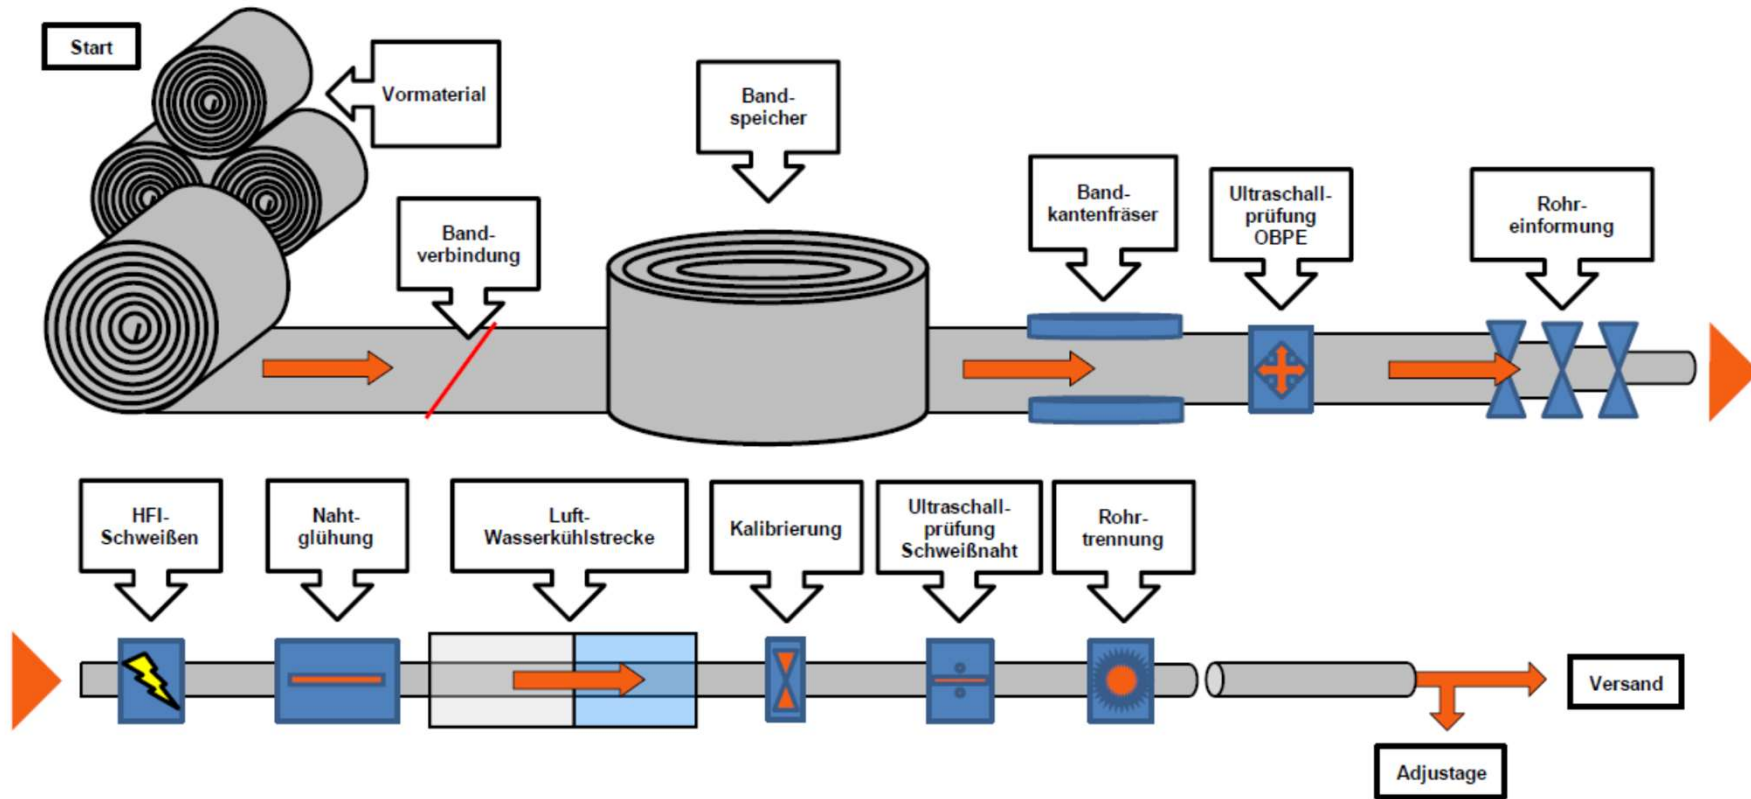 Start
Vormaterial
Band-
speicher
Band-
verbindung
Band-
kantenfräser
Ultraschall-
prüfung
OBPE
Rohr-
einformung
HFI-
Schweißen
Naht-
glühung
Luft-
Wasserkühlstrecke
Kalibrierung
Ultraschall-
prüfung
Schweißnaht
Rohr-
trennung
Versand
Adjustage